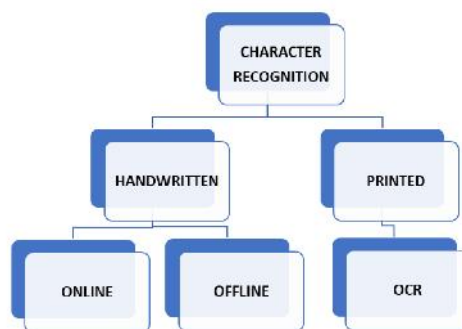 CHARACTER
RECOGNITION
HANDWRITTEN
PRINTED
ONLINE
OFFLINE
OCR